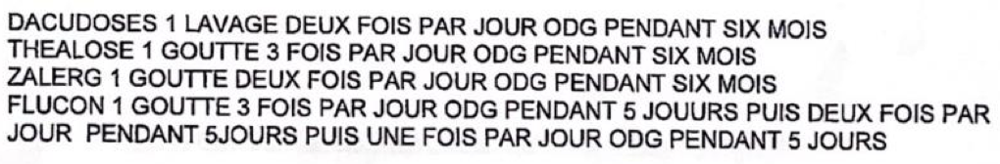 DACUDOSES 1 LAVAGE DEUX FOIS PAR JOUR ODG PENDANT SIX MOIS
THEALOSE 1 GOUTTE 3 FOIS PAR JOUR ODG PENDANT SIX MOIS
ZALERG 1 GOUTTE DEUX FOIS PAR JOUR ODG PENDANT SIX MOIS
FLUCON 1 GOUTTE 3 FOIS PAR JOUR ODG PENDANT 5 JOUURS PUIS DEUX FOIS PAR
JOUR PENDANT 5JOURS PUIS UNE FOIS PAR JOUR ODG PENDANT 5 JOURS